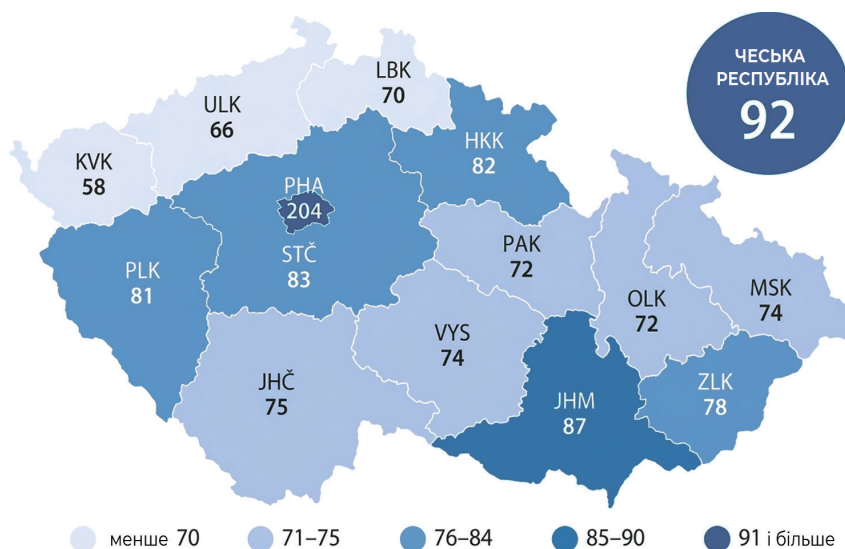 ЧЕСЬКА
РЕСПУБЛІКА
92
LBK
70
ULK
66
HKK
82
KVK
58
PHA
204
STČ
83
PAK
72
PLK
81
OLK
72
MSK
74
VYS
74
JHČ
75
JHM
87
ZLK
78
менше 70
71–75
76–84
85–90
91 і більше